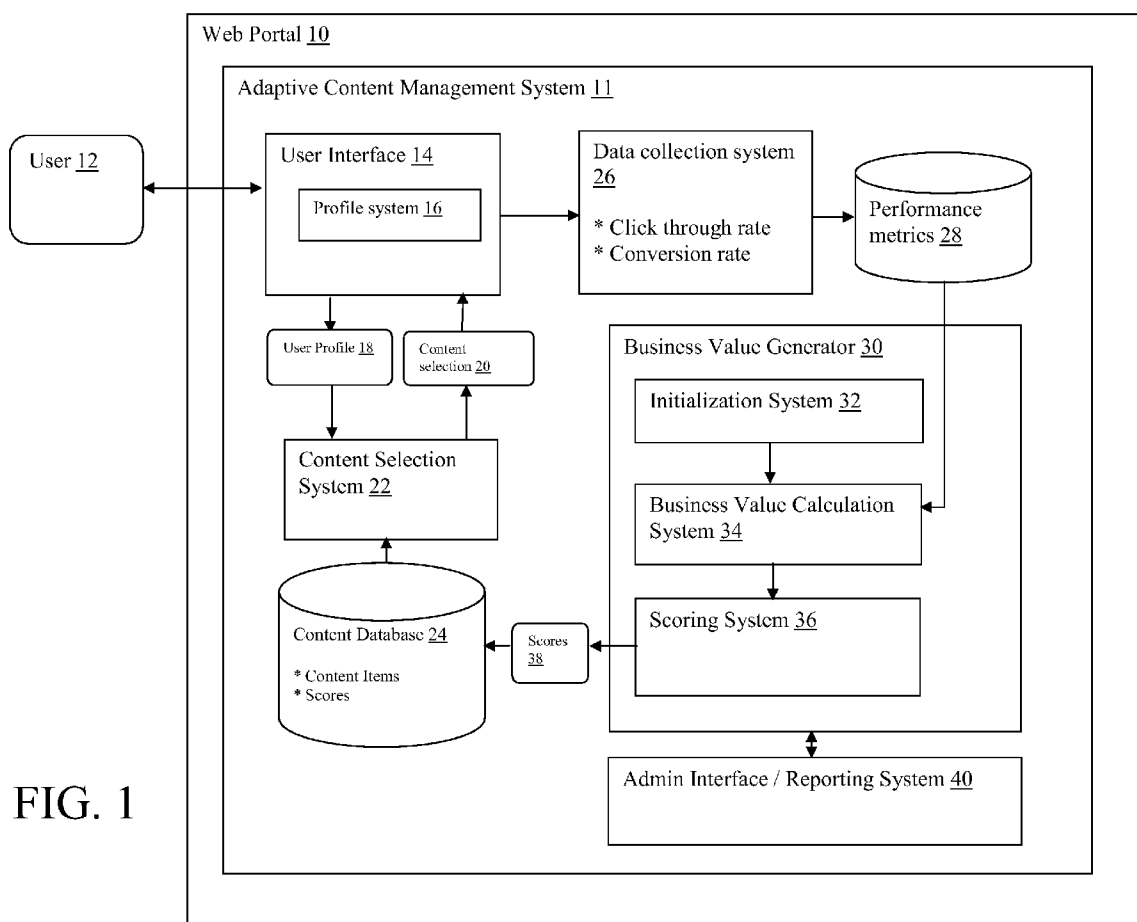 Web Portal 10
Adaptive Content Management System 11
User 12
User Interface 14
Profile system 16
Data collection system
26
* Click through rate
* Conversion rate
Performance
metrics 28
User Profile 18
Content
selection 20
Business Value Generator 30
Initialization System 32
Content Selection
System 22
Business Value Calculation
System 34
Content Database 24
* Content Items
* Scores
Scores
38
Scoring System 36
Admin Interface / Reporting System 40
FIG. 1